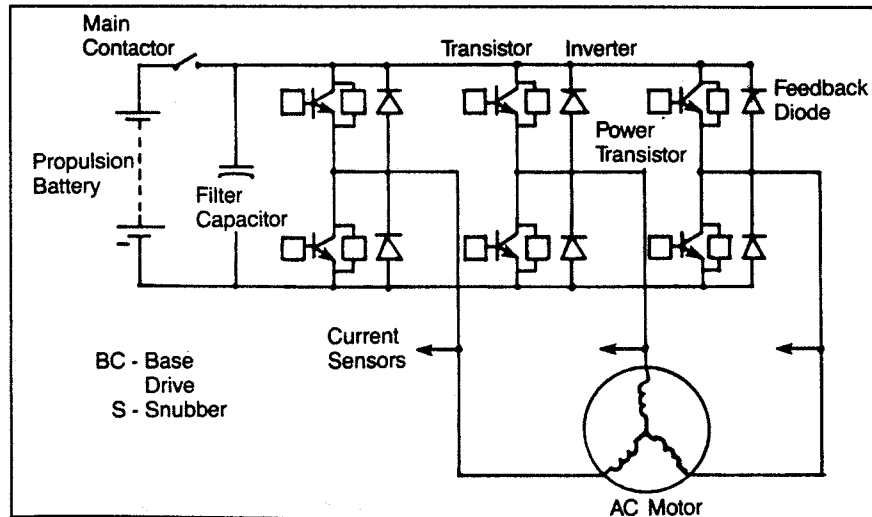 Main
Contactor
Transistor Inverter
Feedback
Diode
Power
Transistor
Propulsion
Battery
Filter
Capacitor
Current
Sensors
BC - Base
Drive
S - Snubber
AC Motor